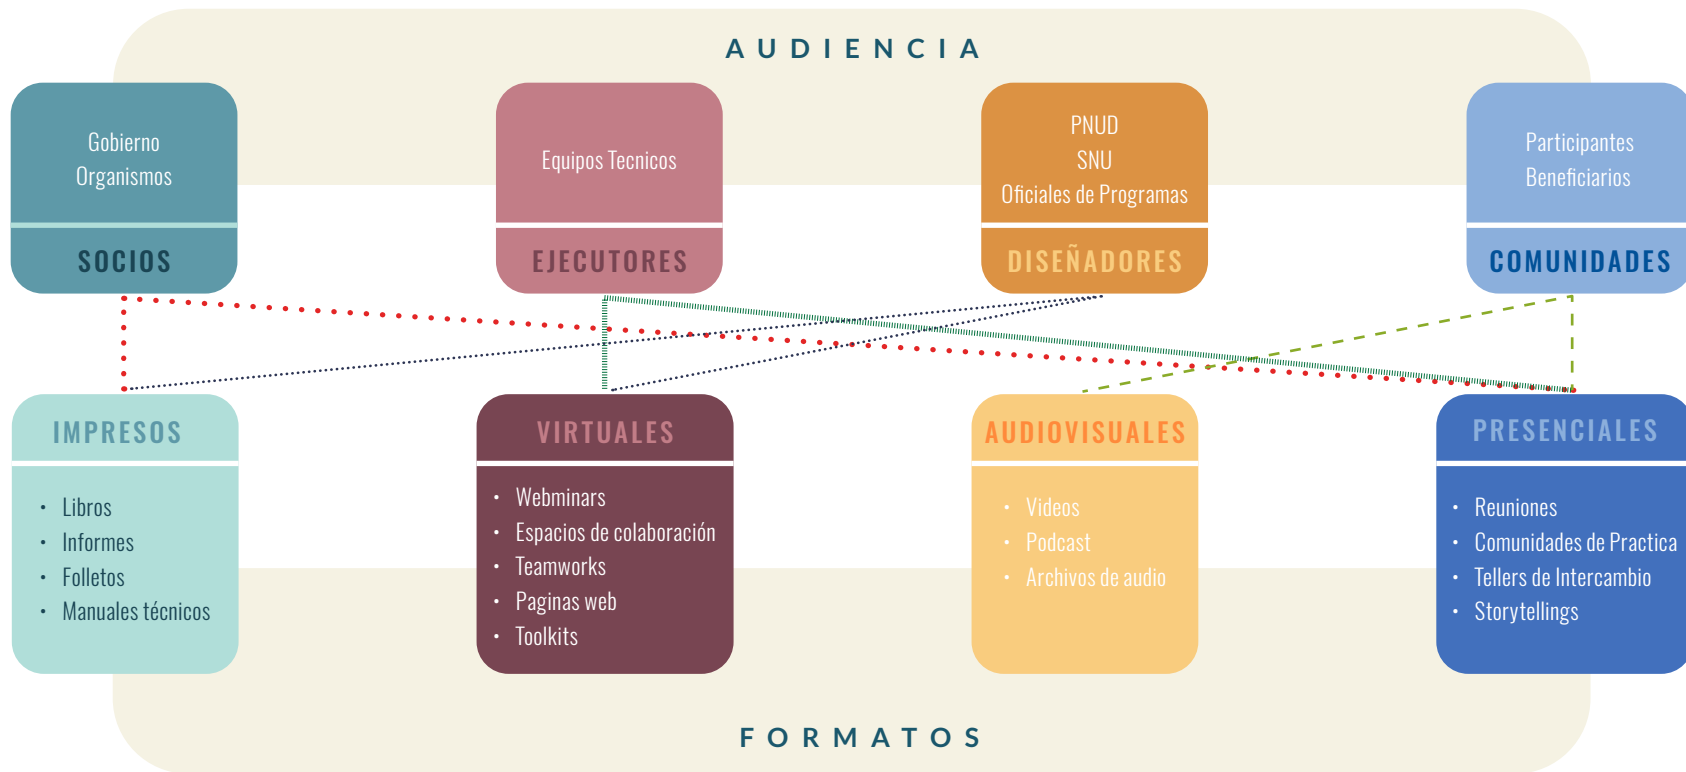 AUDIENCIA
Gobierno
Organismos
SOCIOS
Equipos Tecnicos
EJECUTORES
PNUD
SNU
Oficiales de Programas
DISEÑADORES
Participantes
Beneficiarios
COMUNIDADES
IMPRESOS
• Libros
• Informes
• Folletos
• Manuales técnicos
VIRTUALES
• Webminars
• Espacios de colaboración
• Teamworks
• Paginas web
• Toolkits
AUDIOVISUALES
• Videos
• Podcast
• Archivos de audio
PRESENCIALES
• Reuniones
• Comunidades de Practica
• Tellers de Intercambio
• Storytellings
FORMATOS